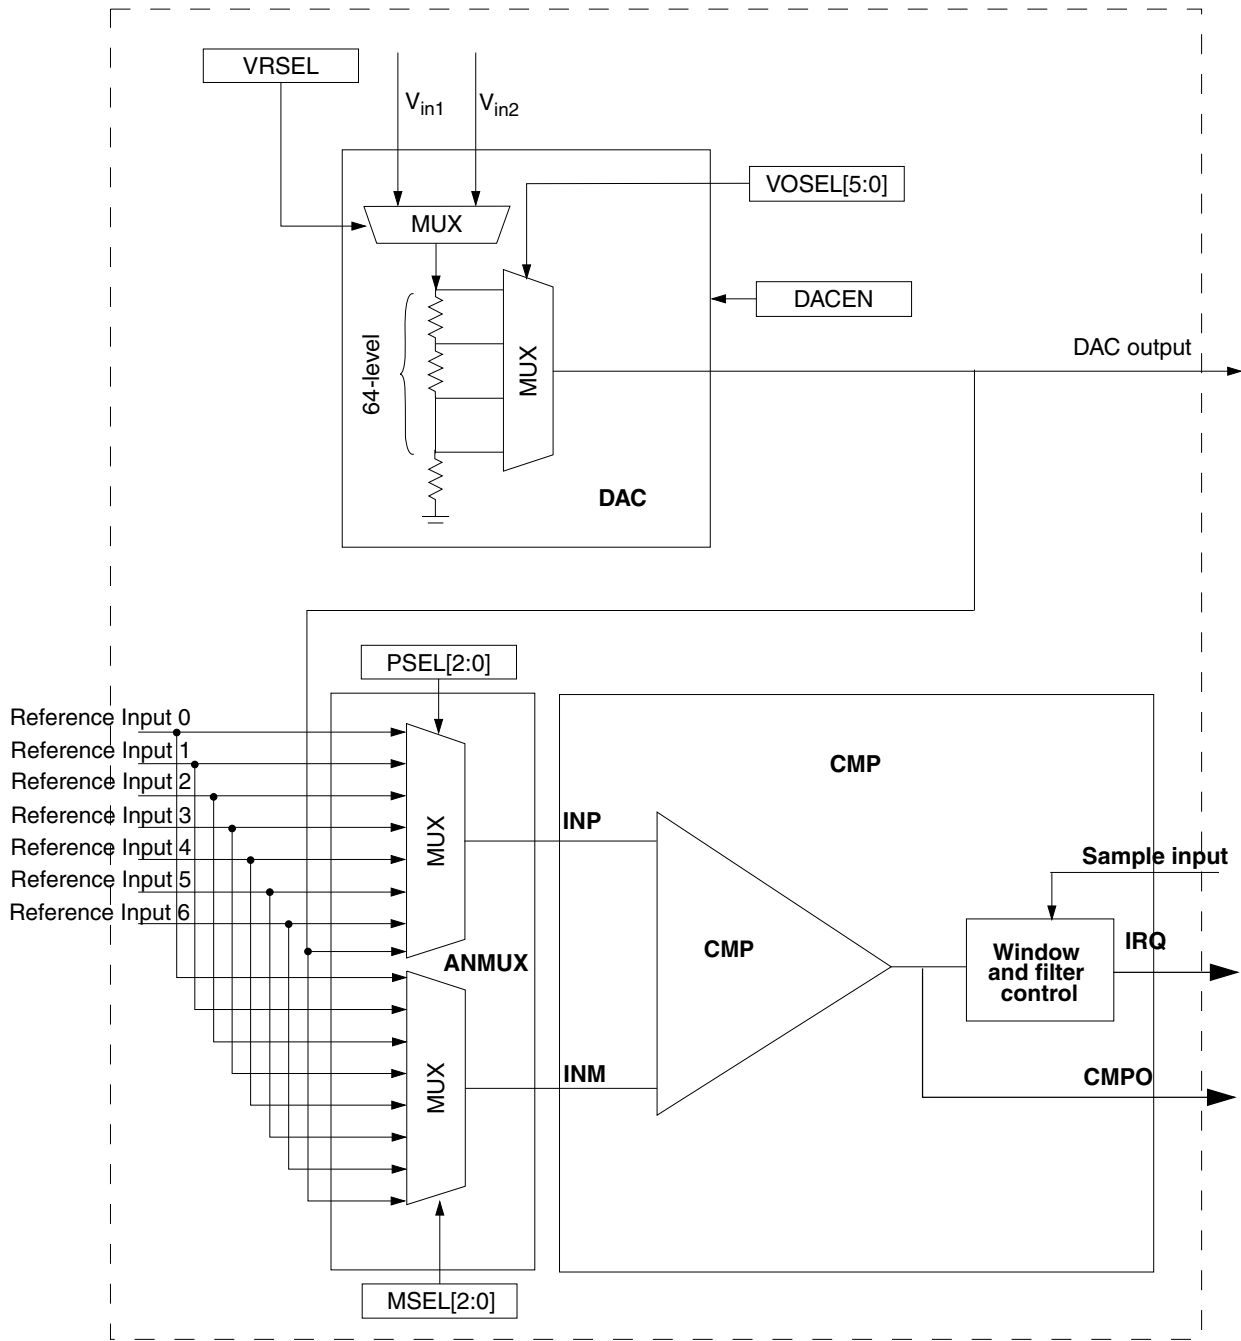 VRSEL
Vin1
Vin2
VOSEL[5:0]
MUX
DACEN
64-level
MUX
DAC output
DAC
PSEL[2:0]
Reference Input 0
Reference Input 1
Reference Input 2
Reference Input 3
Reference Input 4
Reference Input 5
Reference Input 6
MUX
ANMUX
MUX
MSEL[2:0]
CMP
INP
INM
CMP
Sample input
Window
and filter
control
IRQ
CMPO